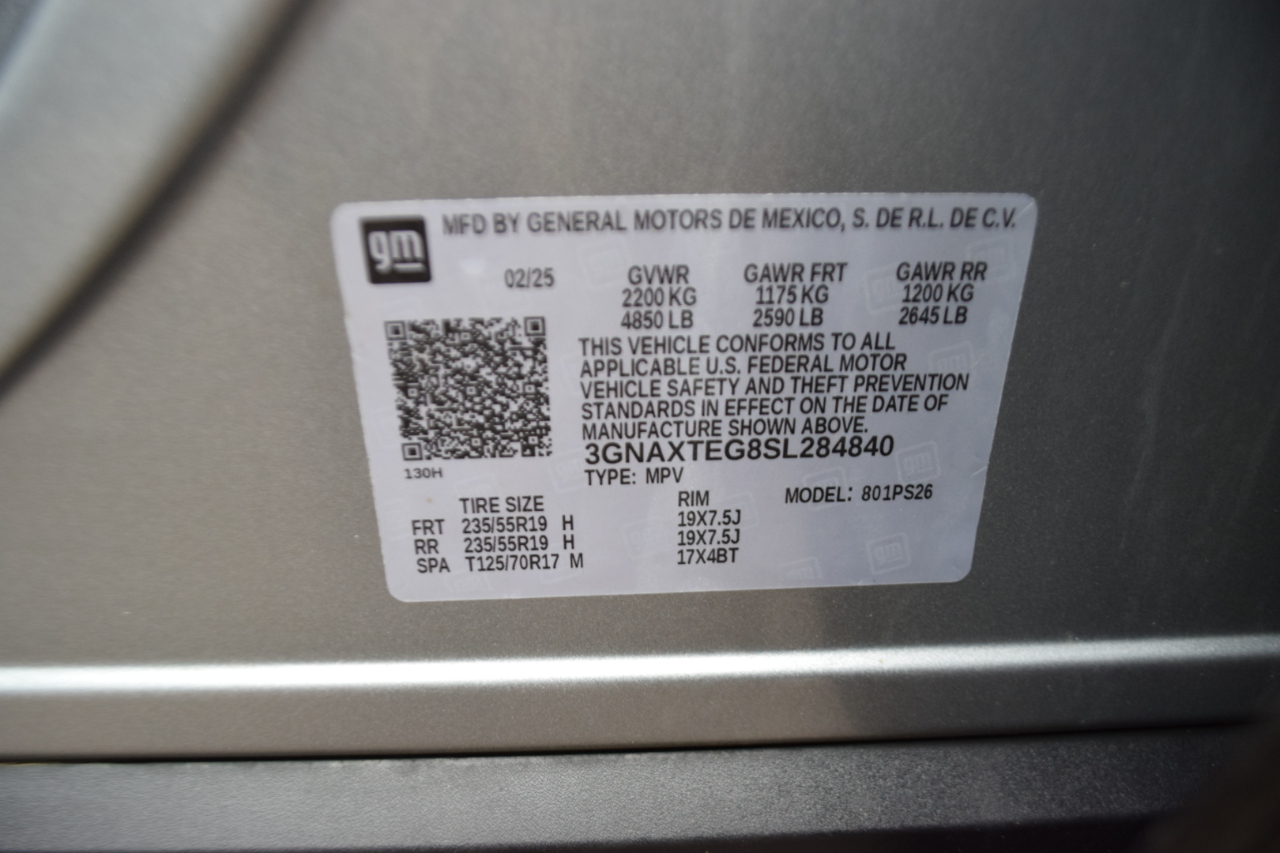 gm
MFD BY GENERAL MOTORS DE MEXICO, S. DE R.L. DE C.V.
02/25 GVWR GAWR FRT GAWR RR
2200 KG 1175 KG 1200 KG
4850 LB 2590 LB 2645 LB
THIS VEHICLE CONFORMS TO ALL
APPLICABLE U.S. FEDERAL MOTOR
VEHICLE SAFETY AND THEFT PREVENTION
STANDARDS IN EFFECT ON THE DATE OF
MANUFACTURE SHOWN ABOVE.
3GNAXTEG8SL284840
130H
TYPE: MPV
TIRE SIZE RIM MODEL: 801PS26
FRT 235/55R19 H 19X7.5J
RR 235/55R19 H 19X7.5J
SPA T125/70R17 M 17X4BT